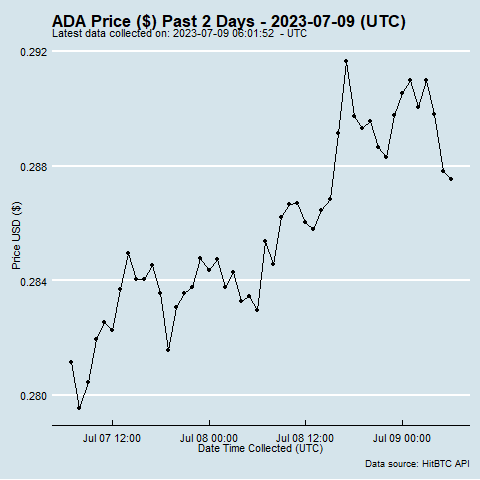 ADA Price ($) Past 2 Days - 2023-07-09 (UTC)
Latest data collected on: 2023-07-09 06:01:52  - UTC
0.292
0.288
0.284
0.280
Price USD ($)
Jul 07 12:00 Jul 08 00:00 Jul 08 12:00 Jul 09 00:00
Date Time Collected (UTC)
Data source: HitBTC API